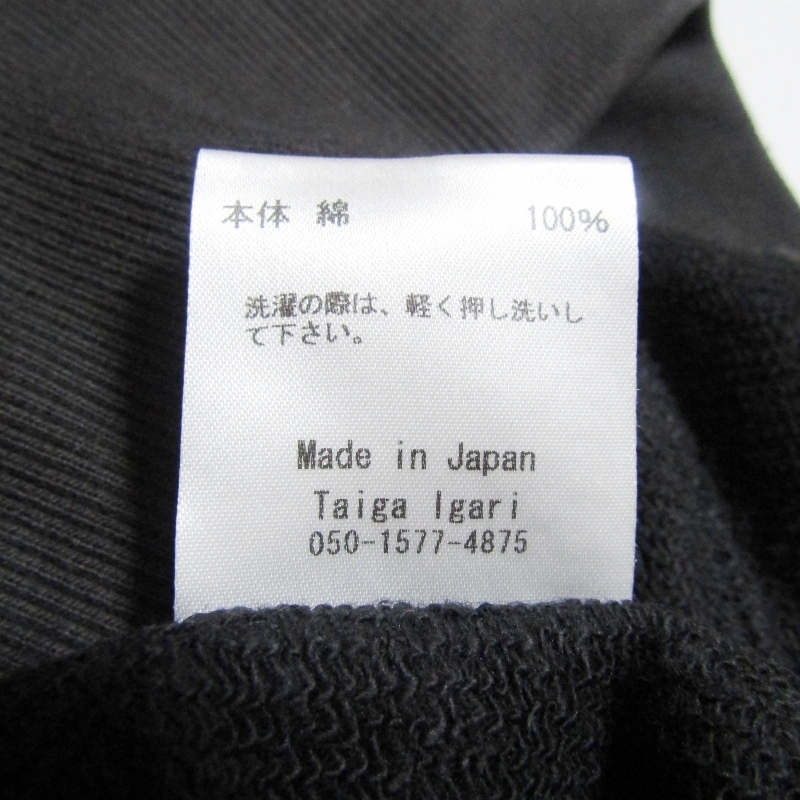 本体 綿 100%
洗濯の際は、軽く押し洗いし
て下さい。
Made in Japan
Taiga Igari
050-1577-4875